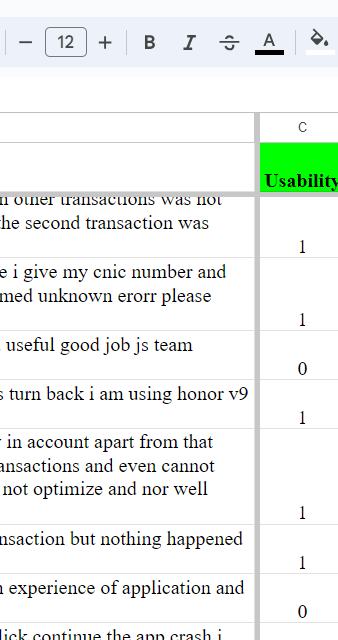 12 B I S A
C
Usability
other transactions was not
the second transaction was
1
e i give my cnic number and
med unknown erorr please
1
useful good job js team
0
s turn back i am using honor v9
1
in account apart from that
ansactions and even cannot
not optimize and nor well
1
nsaction but nothing happened
1
n experience of application and
0
lick continue the app crash i